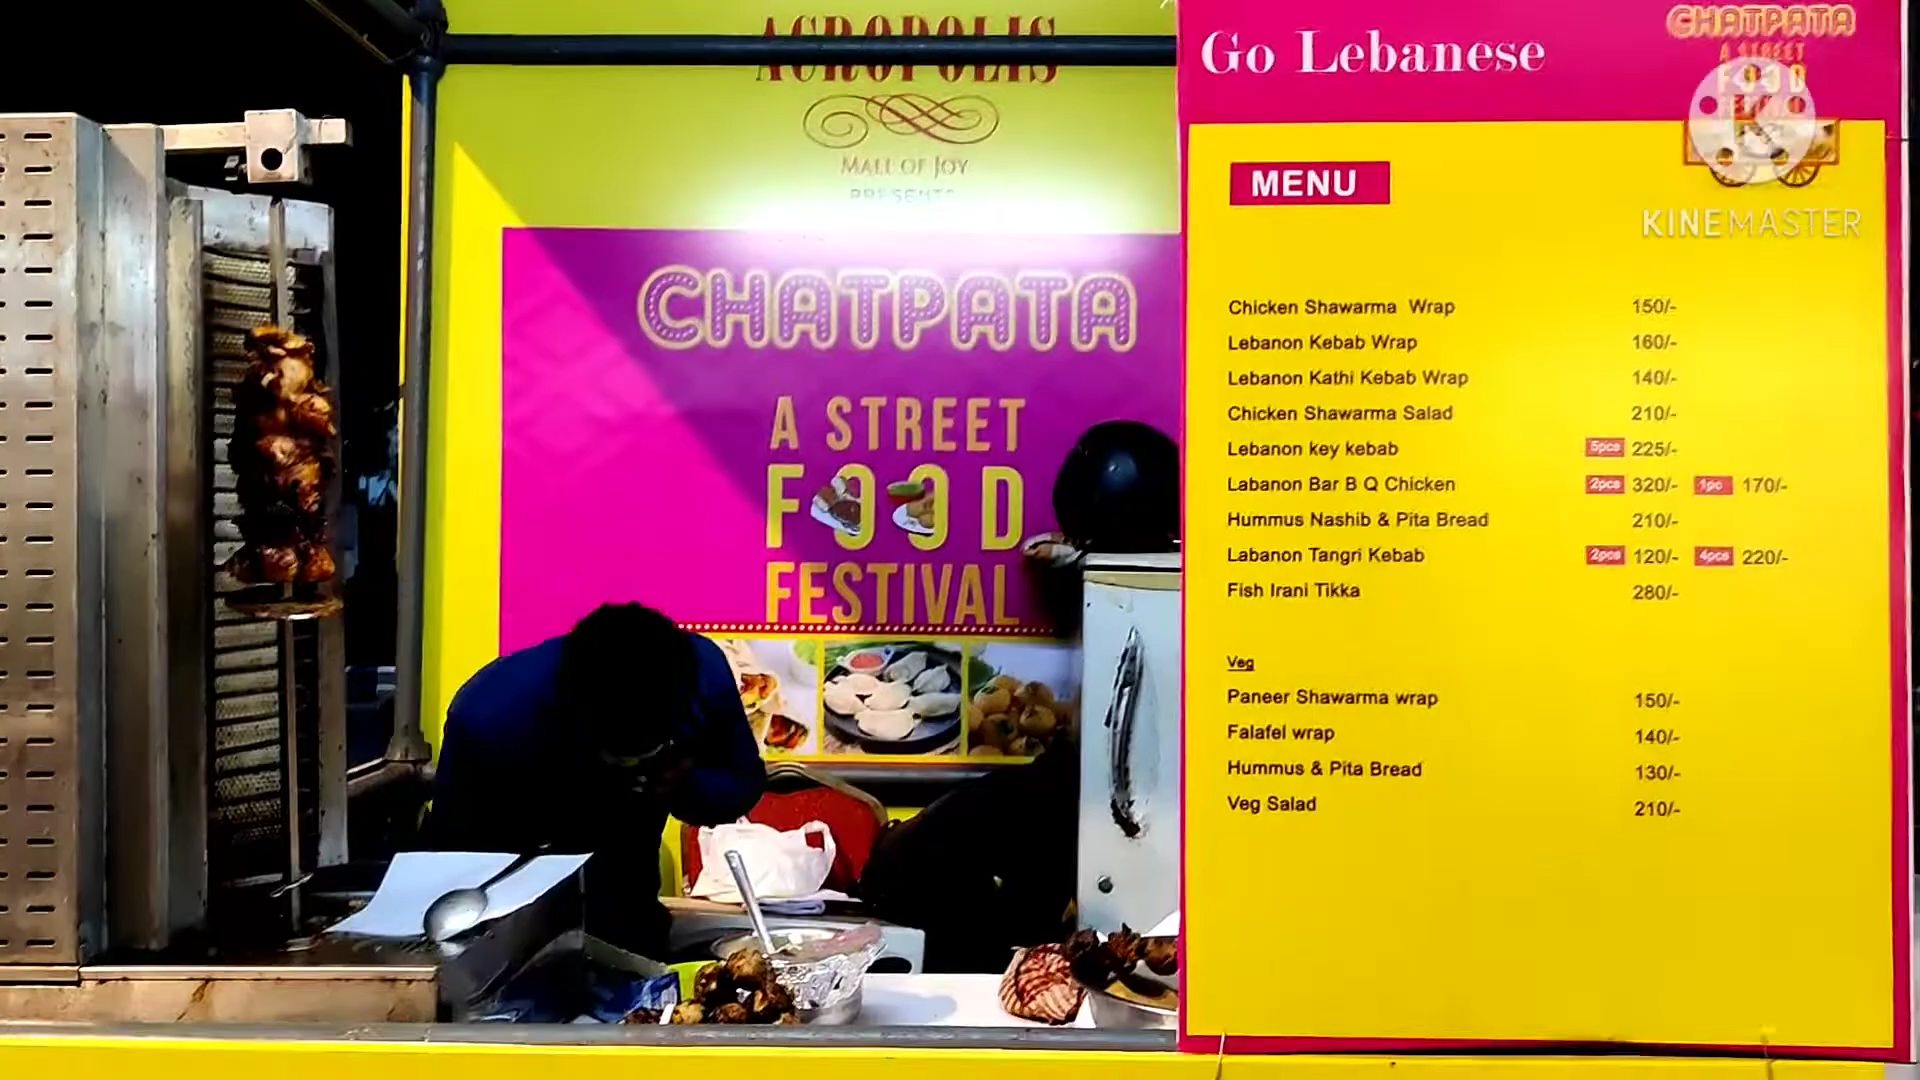 ACROPOLIS
MALL OF JOY
PRESENTS
CHATPATA
A STREET
FOOD
FESTIVAL
Go Lebanese
CHATPATA
A STREET
FOOD
KINEMASTER
MENU
Chicken Shawarma Wrap 150/-
Lebanon Kebab Wrap 160/-
Lebanon Kathi Kebab Wrap 140/-
Chicken Shawarma Salad 210/-
Lebanon key kebab 5pcs 225/-
Labanon Bar B Q Chicken 2pcs 320/- 1pc 170/-
Hummus Nashib & Pita Bread 210/-
Labanon Tangri Kebab 2pcs 120/- 4pcs 220/-
Fish Irani Tikka 280/-
Veg
Paneer Shawarma wrap 150/-
Falafel wrap 140/-
Hummus & Pita Bread 130/-
Veg Salad 210/-